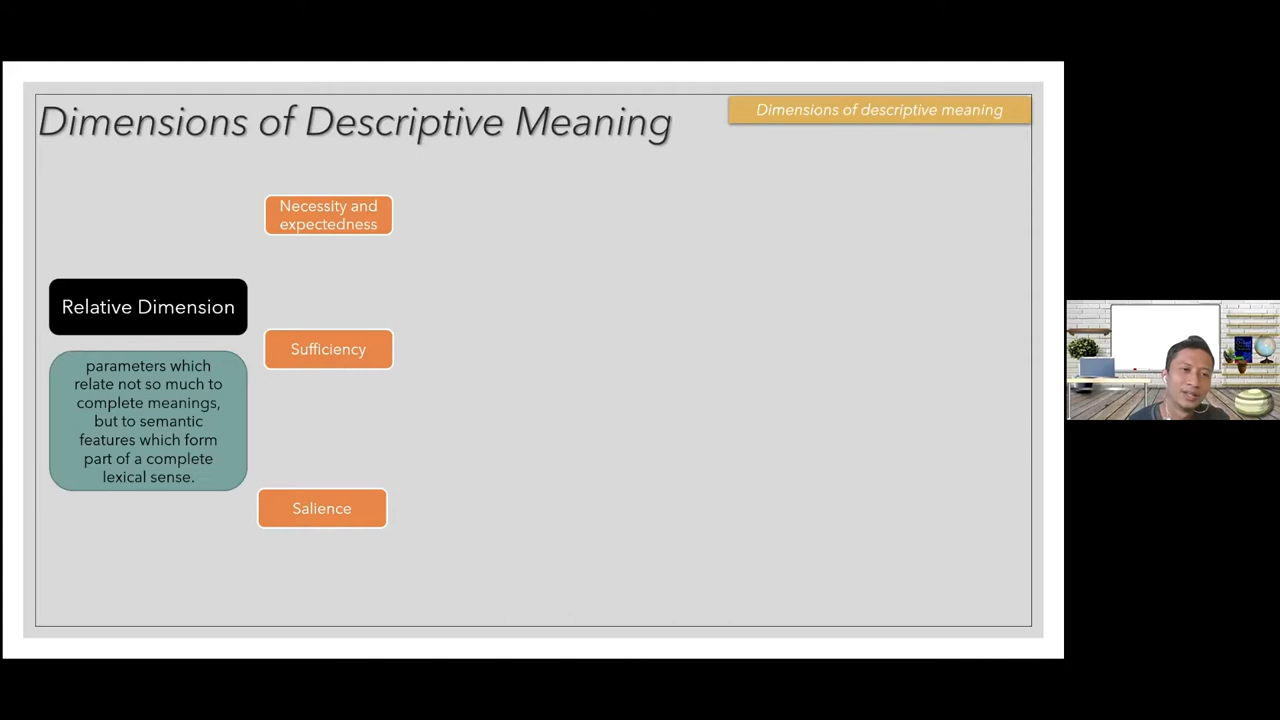 Dimensions of Descriptive Meaning
Dimensions of descriptive meaning
Necessity and
expectedness
Relative Dimension
Sufficiency
parameters which
relate not so much to
complete meanings,
but to semantic
features which form
part of a complete
lexical sense.
Salience